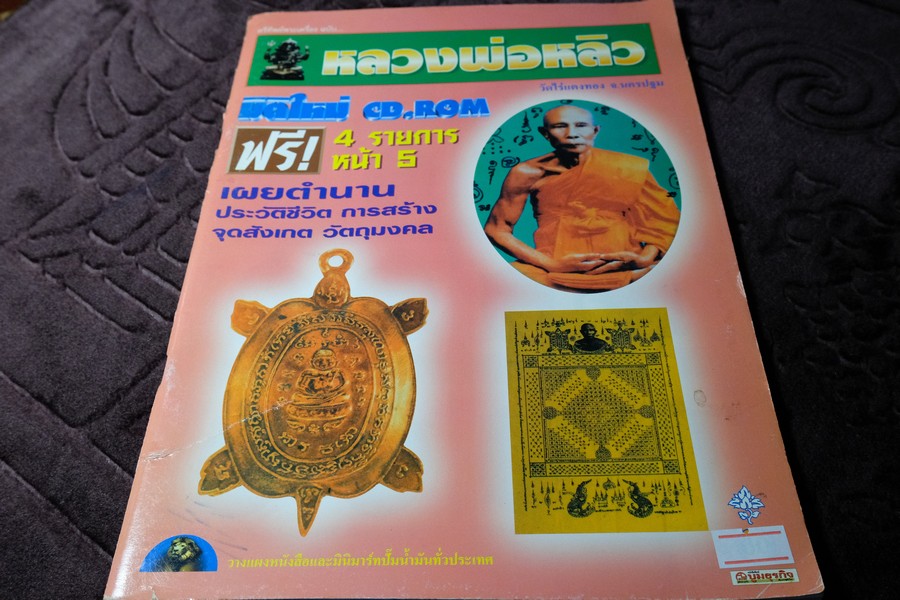 หลวงพ่อหลิว
วัดไร่แตงทอง จ.นครปฐม
มิติใหม่ CD.ROM
ฟรี! 4 รายการ
หน้า 5
เผยตำนาน
ประวัติชีวิต การสร้าง
จุดสังเกต วัตถุมงคล
วางแผงหนังสือและมินิมาร์ทปั๊มน้ำมันทั่วประเทศ